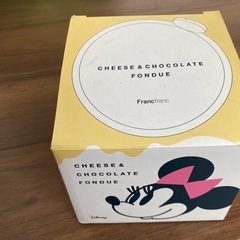 CHEESE & CHOCOLATE
FONDUE
Francfranc
CHEESE &
CHOCOLATE
FONDUE
Disney